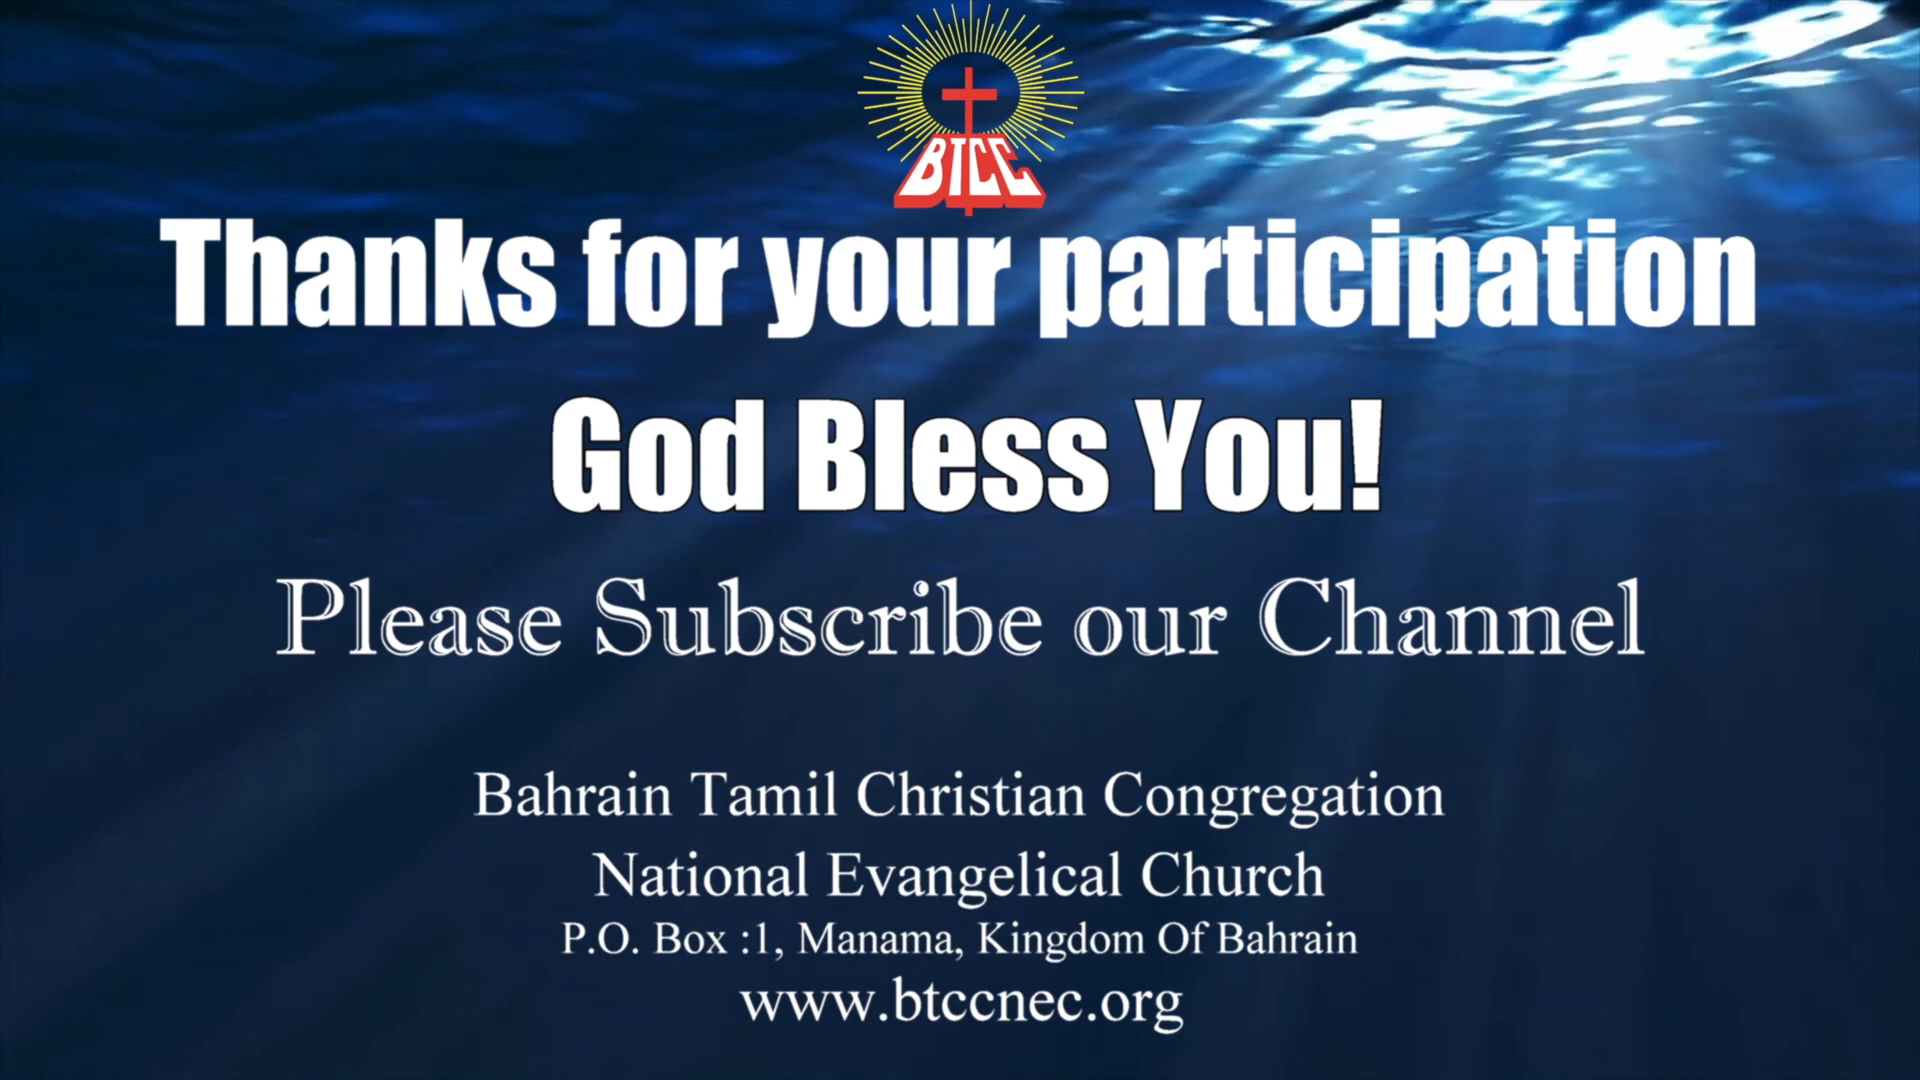 BTCC
Thanks for your participation
God Bless You!
Please Subscribe our Channel
Bahrain Tamil Christian Congregation
National Evangelical Church
P.O. Box :1, Manama, Kingdom Of Bahrain
www.btccnec.org